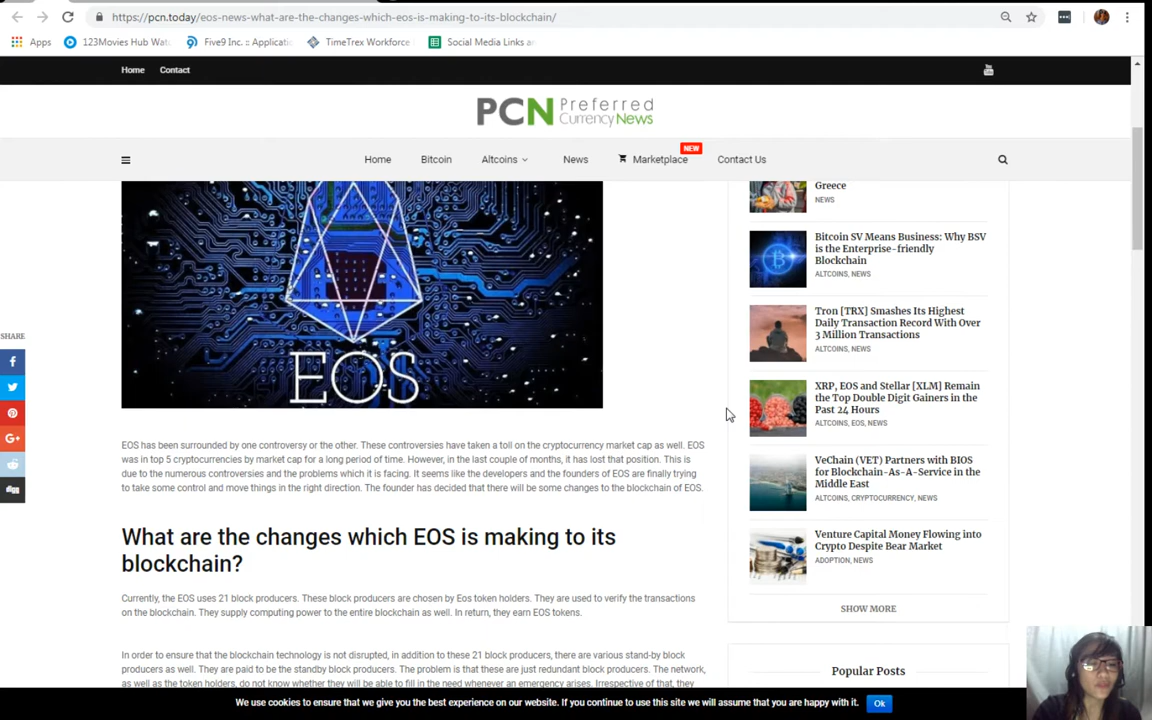 https://pcn.today/eos-news-what-are-the-changes-which-eos-is-making-to-its-blockchain/
Apps
123Movies Hub Wat
Five9 Inc. :: Applicati
TimeTrex Workforce
Social Media Links a
Home
Contact
PCN Preferred
Currency News
NEW
Home
Bitcoin
Altcoins
News
Marketplace
Contact Us
SHARE
EOS
EOS has been surrounded by one controversy or the other. These controversies have taken a toll on the cryptocurrency market cap as well. EOS
was in top 5 cryptocurrencies by market cap for a long period of time. However, in the last couple of months, it has lost that position. This is
due to the numerous controversies and the problems which it is facing. It seems like the developers and the founders of EOS are finally trying
to take some control and move things in the right direction. The founder has decided that there will be some changes to the blockchain of EOS.
What are the changes which EOS is making to its
blockchain?
Currently, the EOS uses 21 block producers. These block producers are chosen by Eos token holders. They are used to verify the transactions
on the blockchain. They supply computing power to the entire blockchain as well. In return, they earn EOS tokens.
In order to ensure that the blockchain technology is not disrupted, in addition to these 21 block producers, there are various stand-by block
producers as well. They are paid to be the standby block producers. The problem is that these are just redundant block producers. The network,
as well as the token holders, do not know whether they will be able to fill in the need whenever an emergency arises. Irrespective of that, they
Greece
NEWS
Bitcoin SV Means Business: Why BSV
is the Enterprise-friendly
Blockchain
ALTCOINS, NEWS
Tron [TRX] Smashes Its Highest
Daily Transaction Record With Over
3 Million Transactions
ALTCOINS, NEWS
XRP, EOS and Stellar [XLM] Remain
the Top Double Digit Gainers in the
Past 24 Hours
ALTCOINS, EOS, NEWS
VeChain (VET) Partners with BIOS
for Blockchain-As-A-Service in the
Middle East
ALTCOINS, CRYPTOCURRENCY, NEWS
Venture Capital Money Flowing into
Crypto Despite Bear Market
ADOPTION, NEWS
SHOW MORE
Popular Posts
We use cookies to ensure that we give you the best experience on our website. If you continue to use this site we will assume that you are happy with it.
Ok